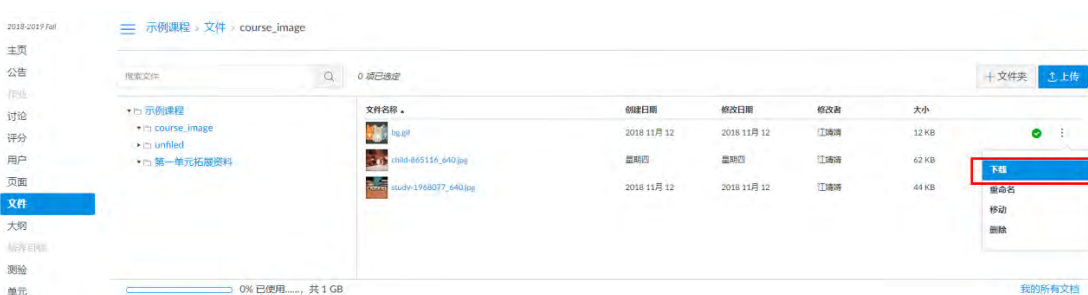 2018-2019 Fall
示例课程 › 文件 › course_image
主页
公告
作业
讨论
评分
用户
页面
文件
大纲
测验
单元
搜索文件
0 项已选定
+ 文件夹
上传
示例课程
course_image
unfiled
第一单元拓展资料
文件名称 创建日期 修改日期 修改者 大小
bg.gif 2018 11月 12 2018 11月 12 江婧婧 12 KB
child-865116_640.jpg 星期四 星期四 江婧婧 62 KB
study-1968077_640.jpg 2018 11月 12 2018 11月 12 江婧婧 44 KB
下载
重命名
移动
删除
0% 已使用......，共 1 GB
我的所有文档